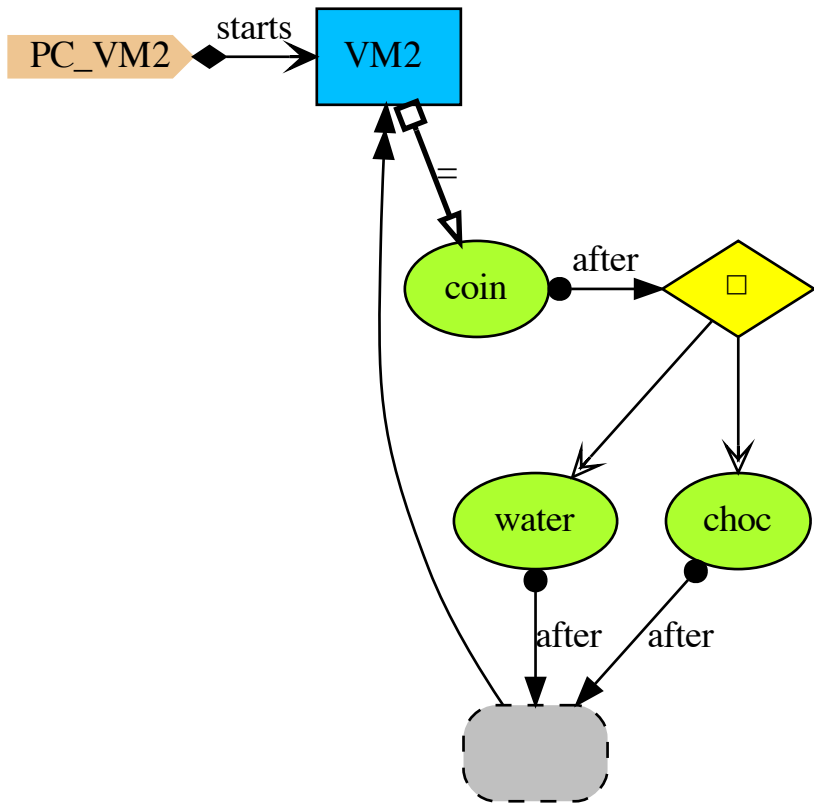 starts
PC_VM2
VM2
=
after
coin
□
water
choc
after
after